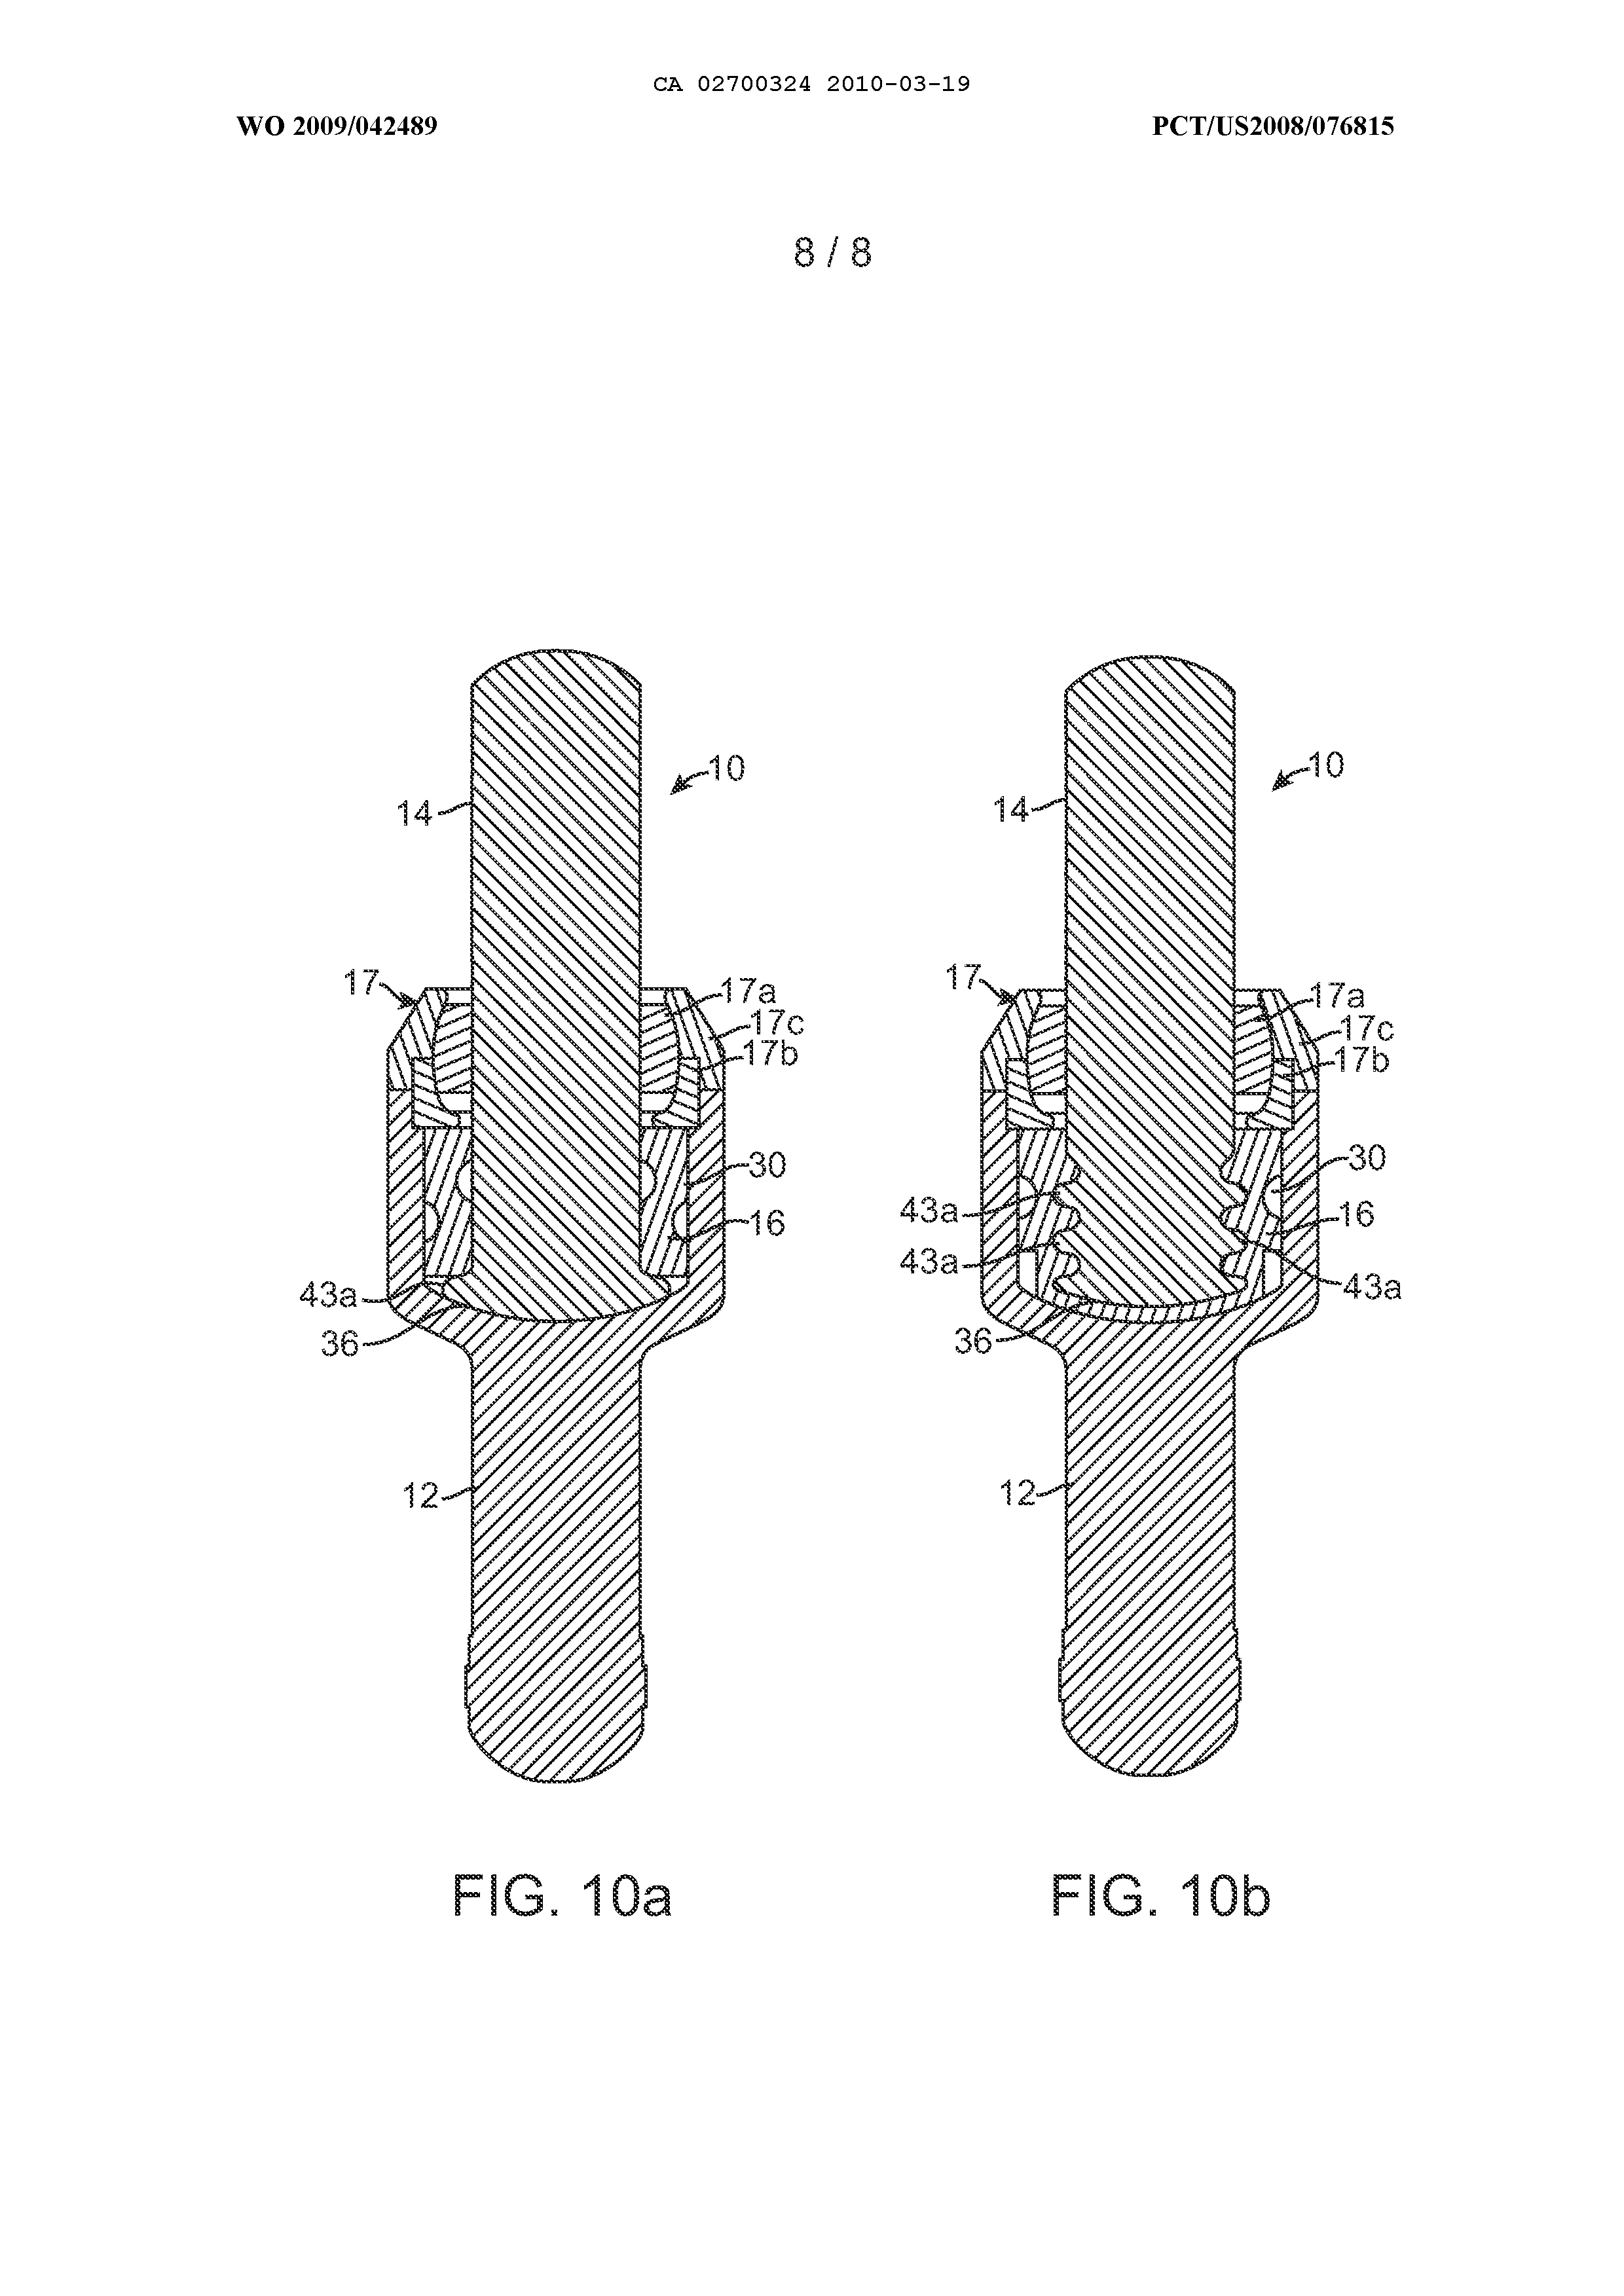 CA 02700324 2010-03-19
WO 2009/042489 PCT/US2008/076815
8 / 8
10
14
17
17a
17c
17b
30
16
43a
36
12
FIG. 10a
10
14
17
17a
17c
17b
30
43a
16
43a
43a
36
12
FIG. 10b